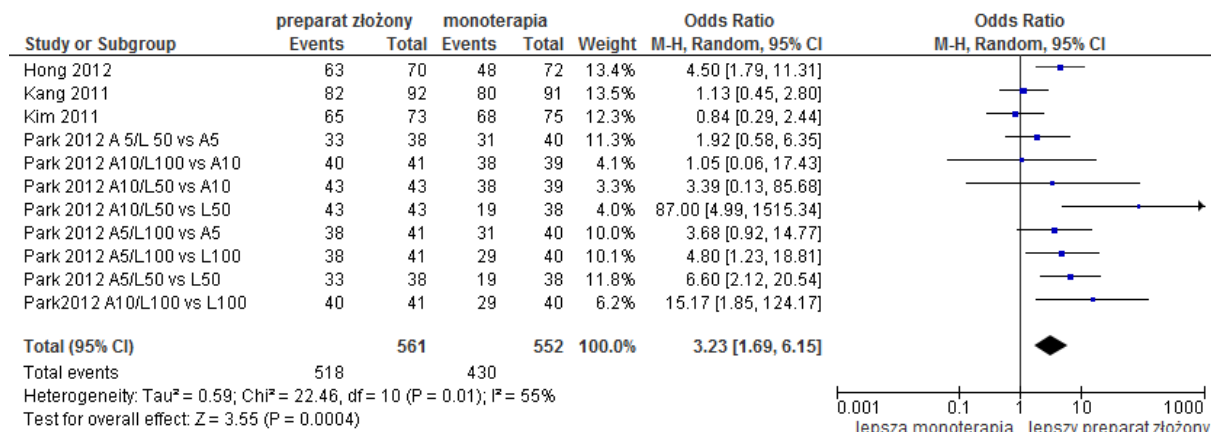 preparat złożony monoterapia Odds Ratio Odds Ratio
Study or Subgroup Events Total Events Total Weight M-H, Random, 95% CI M-H, Random, 95% CI
Hong 2012 63 70 48 72 13.4% 4.50 [1.79, 11.31]
Kang 2011 82 92 80 91 13.5% 1.13 [0.45, 2.80]
Kim 2011 65 73 68 75 12.3% 0.84 [0.29, 2.44]
Park 2012 A 5/L 50 vs A5 33 38 31 40 11.3% 1.92 [0.58, 6.35]
Park 2012 A10/L100 vs A10 40 41 38 39 4.1% 1.05 [0.06, 17.43]
Park 2012 A10/L50 vs A10 43 43 38 39 3.3% 3.39 [0.13, 85.68]
Park 2012 A10/L50 vs L50 43 43 19 38 4.0% 87.00 [4.99, 1515.34]
Park 2012 A5/L100 vs A5 38 41 31 40 10.0% 3.68 [0.92, 14.77]
Park 2012 A5/L100 vs L100 38 41 29 40 10.1% 4.80 [1.23, 18.81]
Park 2012 A5/L50 vs L50 33 38 19 38 11.8% 6.60 [2.12, 20.54]
Park2012 A10/L100 vs L100 40 41 29 40 6.2% 15.17 [1.85, 124.17]
Total (95% CI) 561 552 100.0% 3.23 [1.69, 6.15]
Total events 518 430
Heterogeneity: Tau² = 0.59; Chi² = 22.46, df = 10 (P = 0.01); I² = 55%
Test for overall effect: Z = 3.55 (P = 0.0004)
0.001 0.1 1 10 1000
lepsza monoterapia lepszy preparat złożony